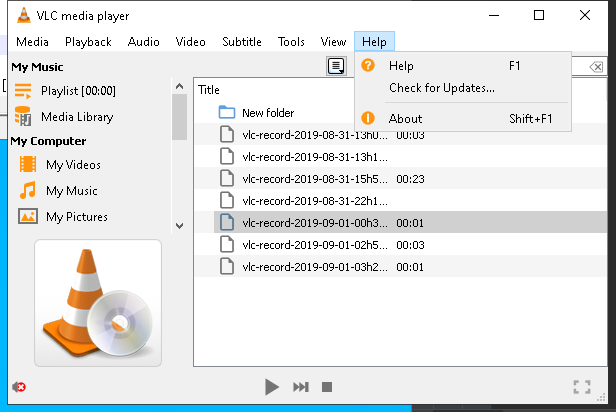 VLC media player
Media Playback Audio Video Subtitle Tools View Help
My Music
Playlist [00:00]
Media Library
My Computer
My Videos
My Music
My Pictures
Help F1
Check for Updates...
About Shift+F1
Title
New folder
vlc-record-2019-08-31-13h0... 00:03
vlc-record-2019-08-31-13h1...
vlc-record-2019-08-31-15h5... 00:23
vlc-record-2019-08-31-22h1...
vlc-record-2019-09-01-00h3... 00:01
vlc-record-2019-09-01-02h5... 00:03
vlc-record-2019-09-01-03h2... 00:01